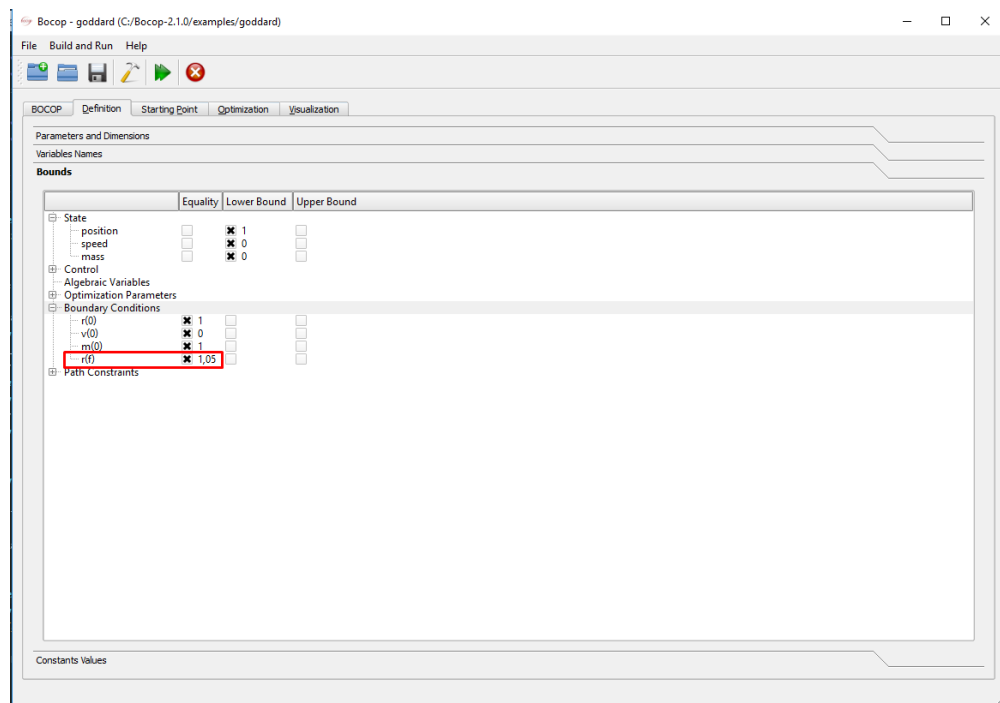 Bocop - goddard (C:/Bocop-2.1.0/examples/goddard)
File Build and Run Help
BOCOP Definition Starting Point Optimization Visualization
Parameters and Dimensions
Variables Names
Bounds
Equality Lower Bound Upper Bound
State
position 1
speed 0
mass 0
Control
Algebraic Variables
Optimization Parameters
Boundary Conditions
r(0) 1
v(0) 0
m(0) 1
r(f) 1,05
Path Constraints
Constants Values